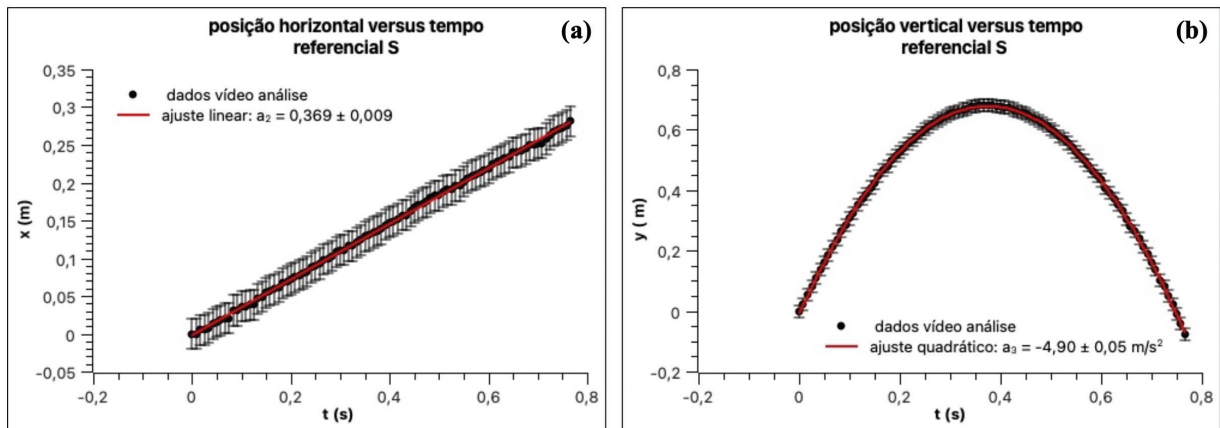 posição horizontal versus tempo
referencial S
(a)
0,35
0,3
0,25
0,2
0,15
0,1
0,05
0
-0,05
x (m)
dados vídeo análise
ajuste linear: a₂ = 0,369 ± 0,009
-0,2
0
0,2
0,4
0,6
0,8
t (s)
posição vertical versus tempo
referencial S
(b)
0,8
0,6
0,4
0,2
0
-0,2
y (m)
dados vídeo análise
ajuste quadrático: a₃ = -4,90 ± 0,05 m/s²
-0,2
0
0,2
0,4
0,6
0,8
t (s)